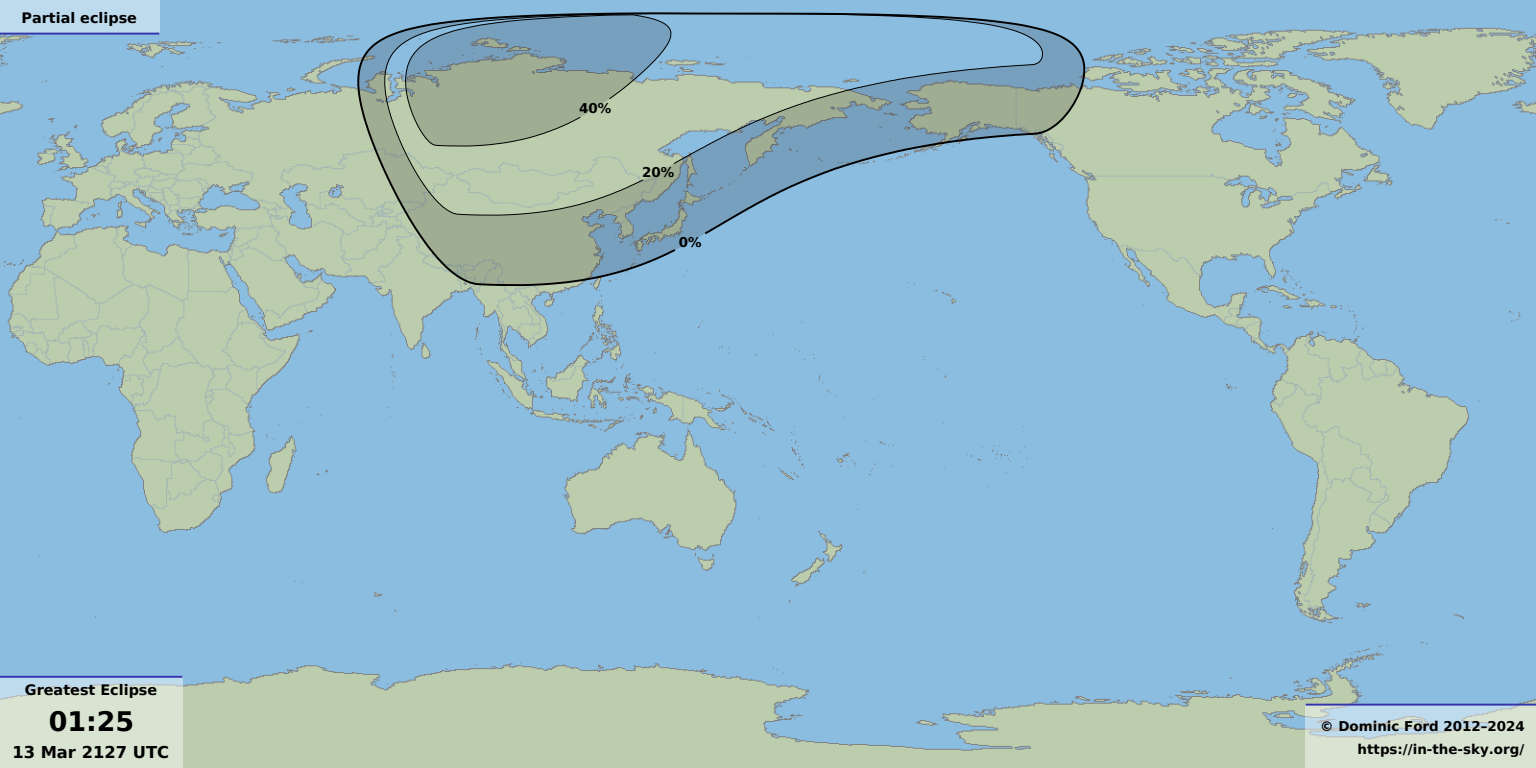 Partial eclipse
40%
20%
0%
Greatest Eclipse
01:25
13 Mar 2127 UTC
© Dominic Ford 2012–2024
https://in-the-sky.org/